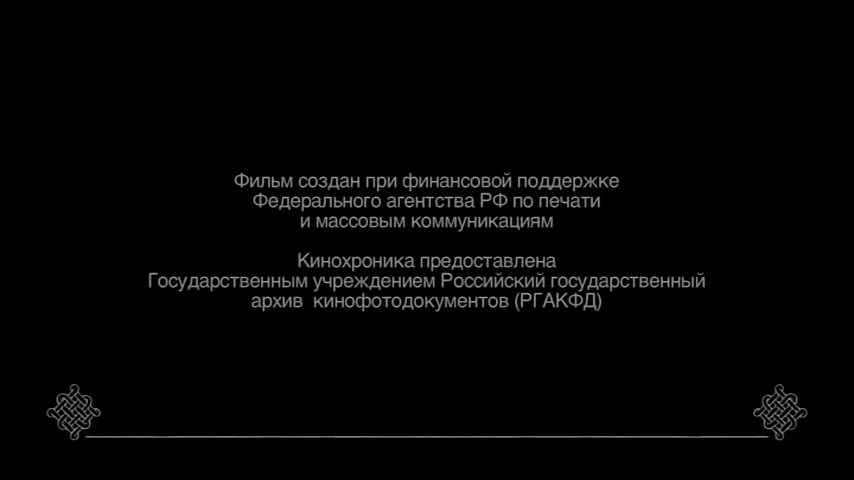 Фильм создан при финансовой поддержке
Федерального агентства РФ по печати
и массовым коммуникациям
Кинохроника предоставлена
Государственным учреждением Российский государственный
архив кинофотодокументов (РГАКФД)